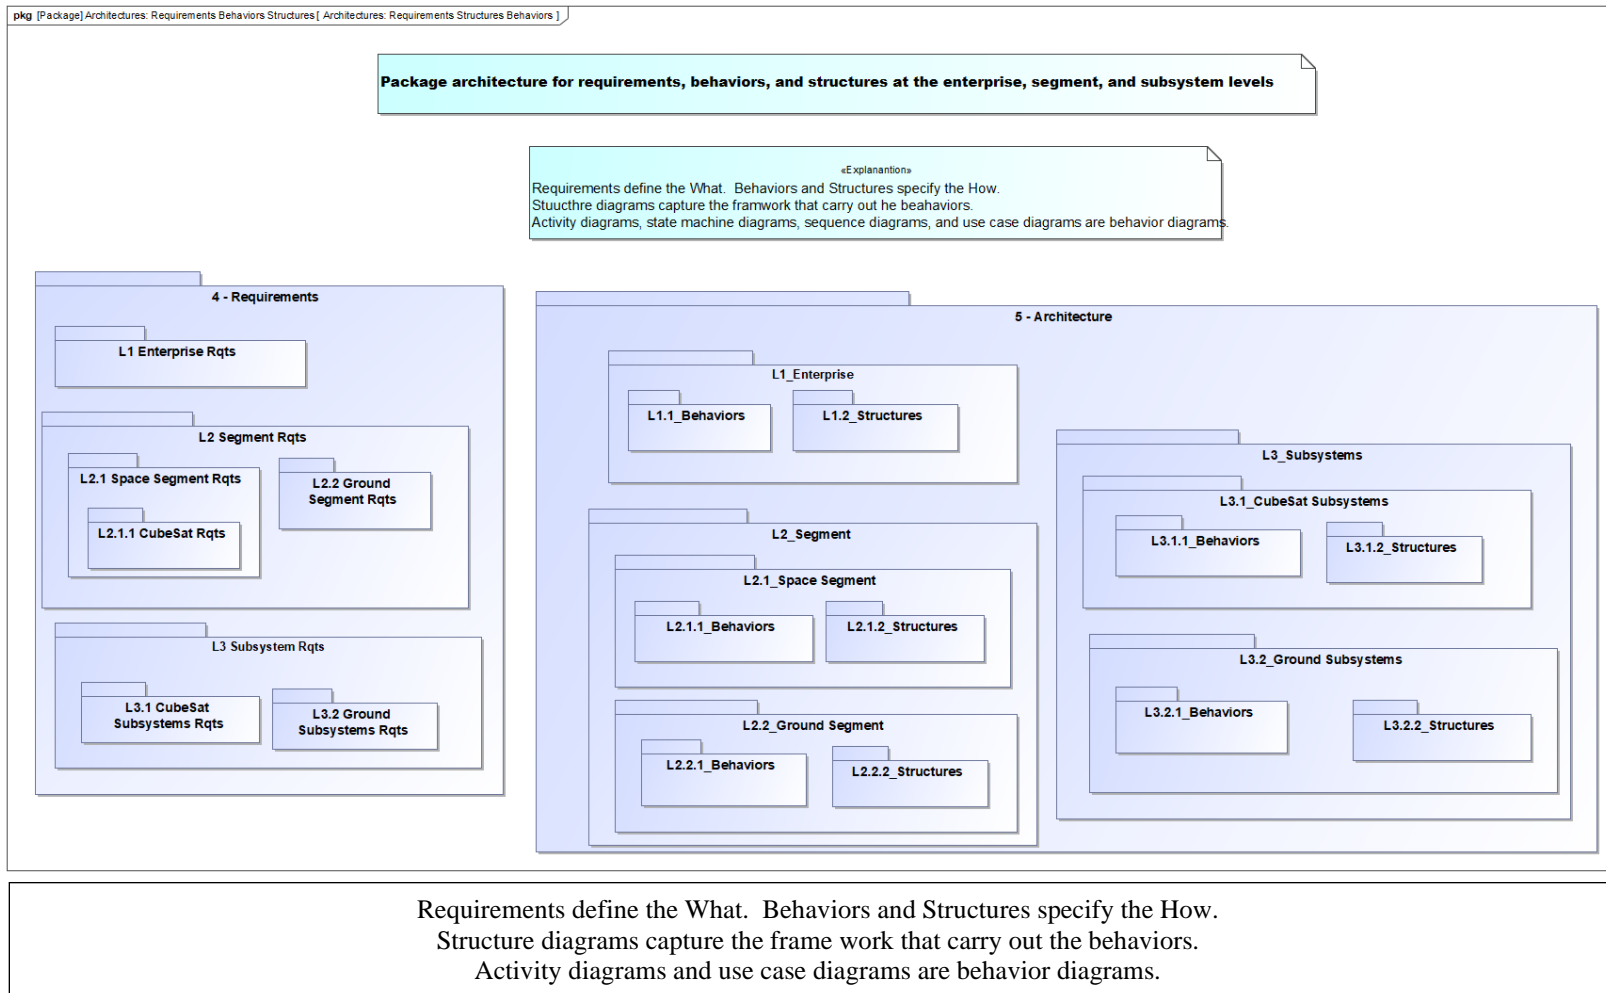 pkg [Package] Architectures: Requirements Behaviors Structures [ Architectures: Requirements Structures Behaviors ]
Package architecture for requirements, behaviors, and structures at the enterprise, segment, and subsystem levels
«Explanantion»
Requirements define the What.  Behaviors and Structures specify the How.
Stuucthre diagrams capture the framwork that carry out he beahaviors.
Activity diagrams, state machine diagrams, sequence diagrams, and use case diagrams are behavior diagrams.
4 - Requirements
L1 Enterprise Rqts
L2 Segment Rqts
L2.1 Space Segment Rqts
L2.1.1 CubeSat Rqts
L2.2 Ground
Segment Rqts
L3 Subsystem Rqts
L3.1 CubeSat
Subsystems Rqts
L3.2 Ground
Subsystems Rqts
5 - Architecture
L1_Enterprise
L1.1_Behaviors
L1.2_Structures
L2_Segment
L2.1_Space Segment
L2.1.1_Behaviors
L2.1.2_Structures
L2.2_Ground Segment
L2.2.1_Behaviors
L2.2.2_Structures
L3_Subsystems
L3.1_CubeSat Subsystems
L3.1.1_Behaviors
L3.1.2_Structures
L3.2_Ground Subsystems
L3.2.1_Behaviors
L3.2.2_Structures
Requirements define the What.  Behaviors and Structures specify the How.
Structure diagrams capture the frame work that carry out the behaviors.
Activity diagrams and use case diagrams are behavior diagrams.